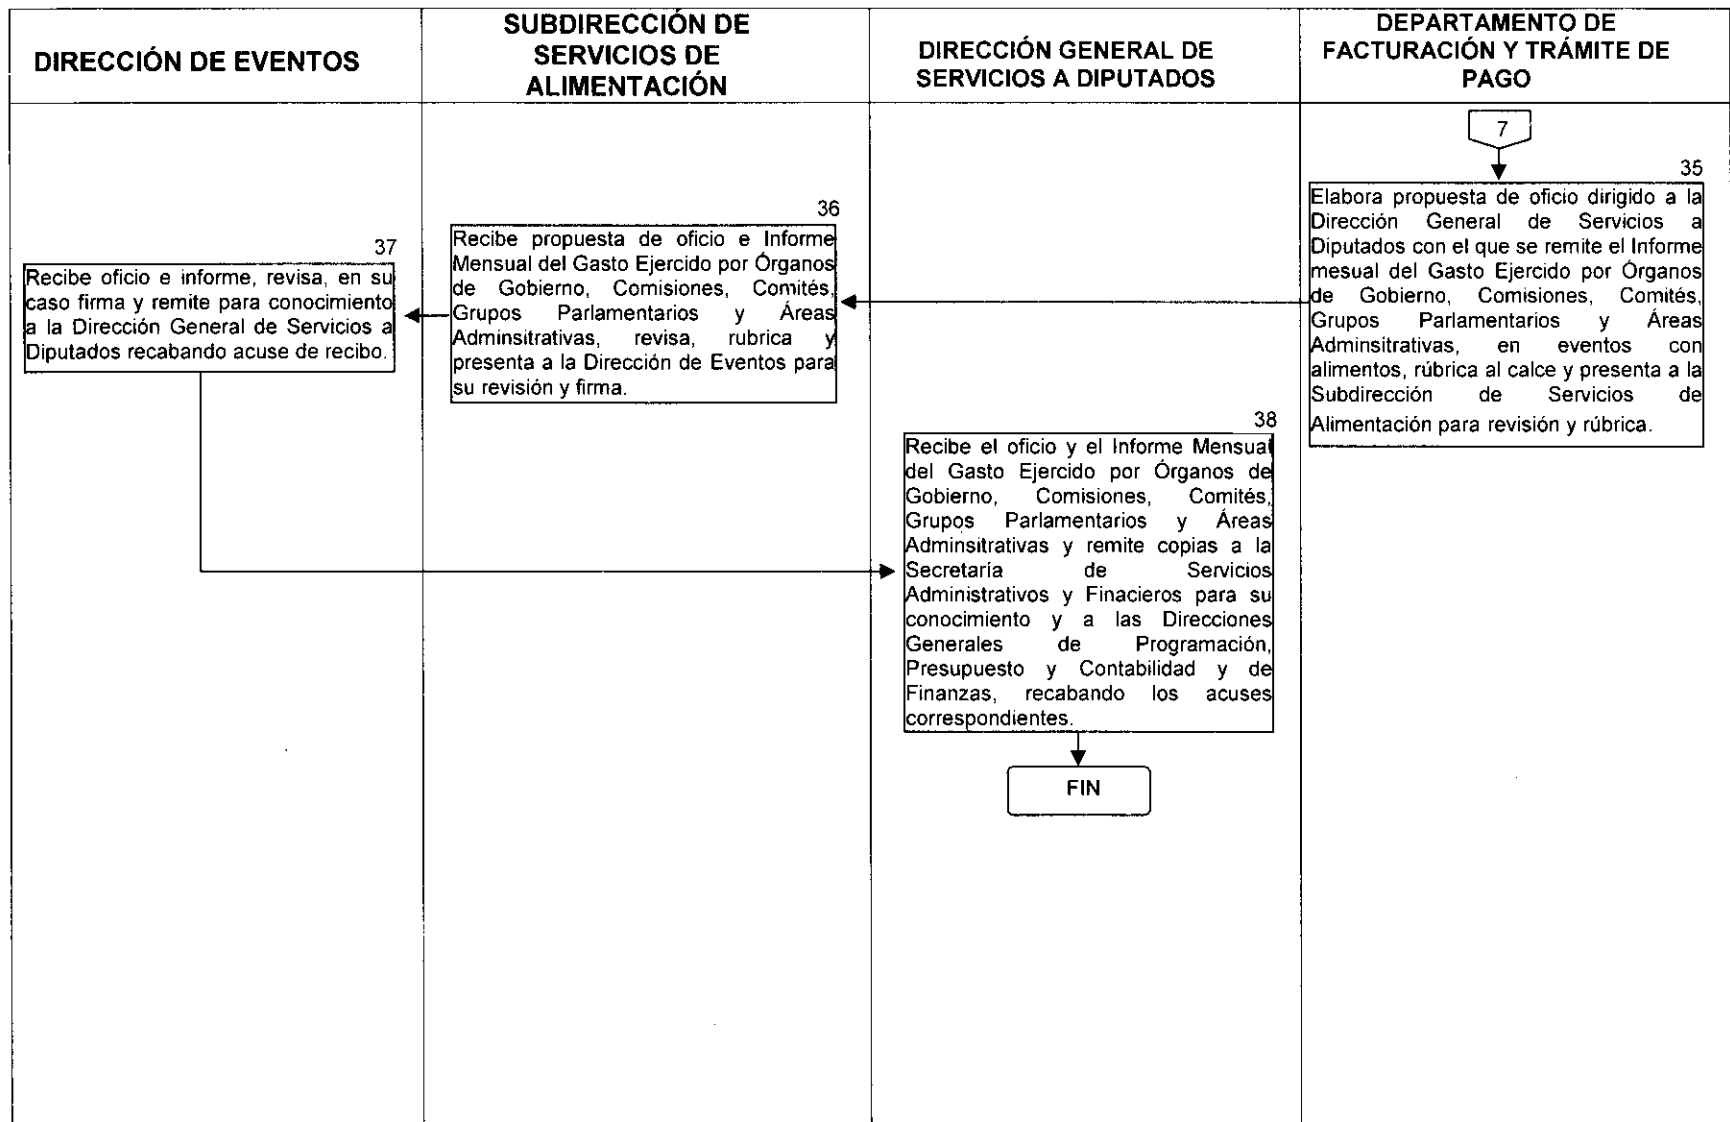 DIRECCIÓN DE EVENTOS
SUBDIRECCIÓN DE
SERVICIOS DE
ALIMENTACIÓN
DIRECCIÓN GENERAL DE
SERVICIOS A DIPUTADOS
DEPARTAMENTO DE
FACTURACIÓN Y TRÁMITE DE
PAGO
7
35
Elabora propuesta de oficio dirigido a la
Dirección General de Servicios a
Diputados con el que se remite el Informe
mesual del Gasto Ejercido por Órganos
de Gobierno, Comisiones, Comités,
Grupos Parlamentarios y Áreas
Adminsitrativas, en eventos con
alimentos, rúbrica al calce y presenta a la
Subdirección de Servicios de
Alimentación para revisión y rúbrica.
36
Recibe propuesta de oficio e Informe
Mensual del Gasto Ejercido por Órganos
de Gobierno, Comisiones, Comités,
Grupos Parlamentarios y Áreas
Adminsitrativas, revisa, rubrica y
presenta a la Dirección de Eventos para
su revisión y firma.
37
Recibe oficio e informe, revisa, en su
caso firma y remite para conocimiento
a la Dirección General de Servicios a
Diputados recabando acuse de recibo.
38
Recibe el oficio y el Informe Mensual
del Gasto Ejercido por Órganos de
Gobierno, Comisiones, Comités,
Grupos Parlamentarios y Áreas
Adminsitrativas y remite copias a la
Secretaría de Servicios
Administrativos y Finacieros para su
conocimiento y a las Direcciones
Generales de Programación,
Presupuesto y Contabilidad y de
Finanzas, recabando los acuses
correspondientes.
FIN